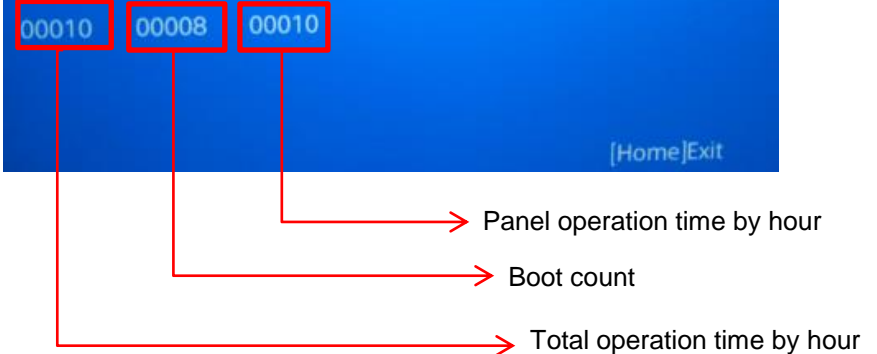 00010 00008 00010
[Home]Exit
Panel operation time by hour
Boot count
Total operation time by hour